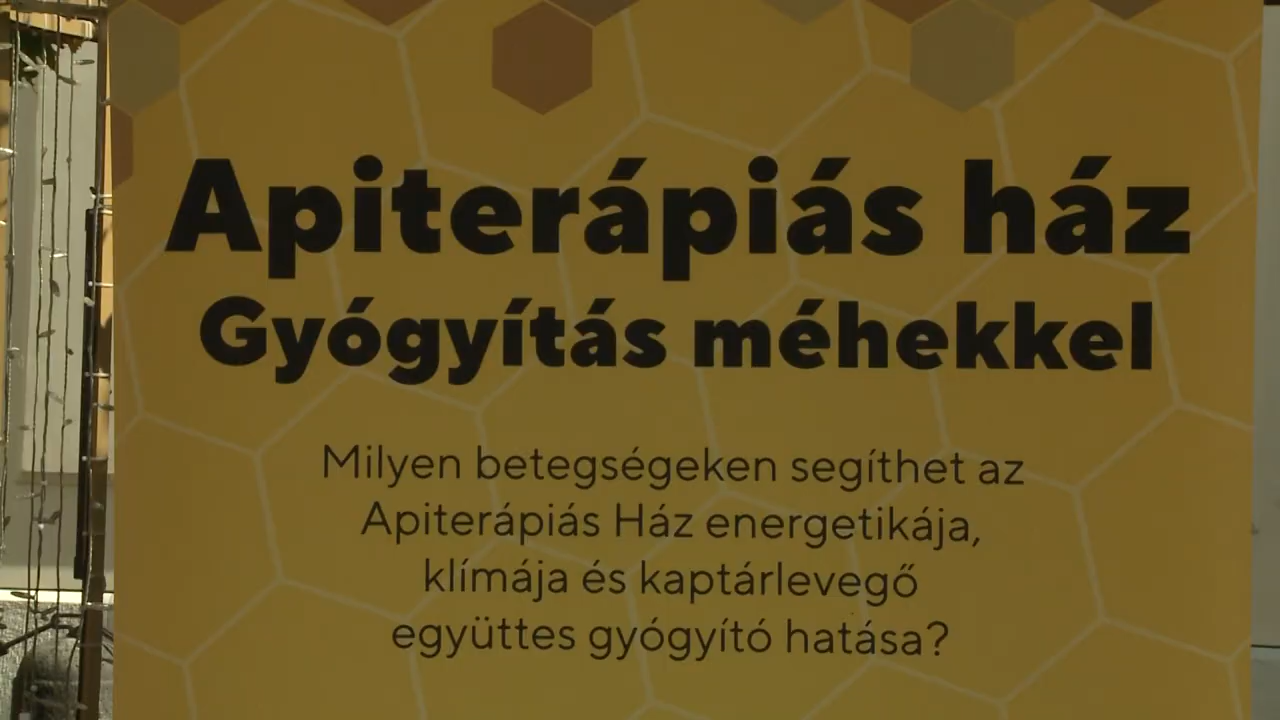 Apiterápiás ház
Gyógyítás méhekkel
Milyen betegségeken segíthet az
Apiterápiás Ház energetikája,
klímája és kaptárlevegő
együttes gyógyító hatása?